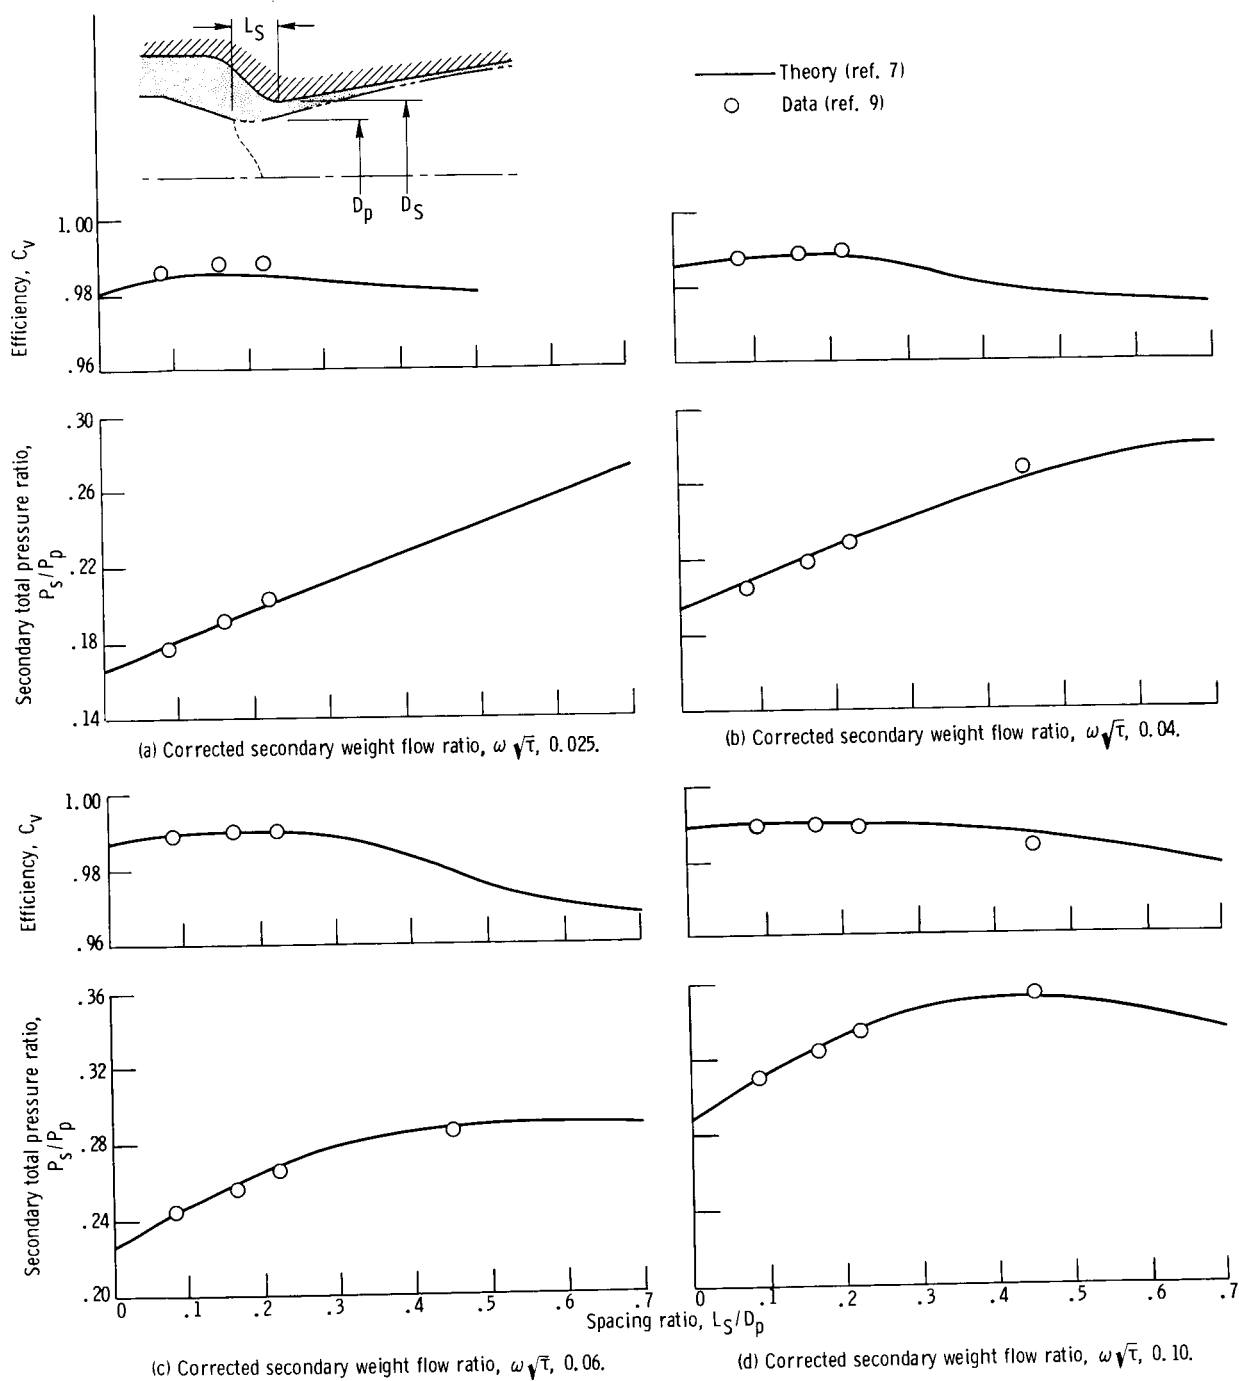 L_S
Theory (ref. 7)
Data (ref. 9)
D_p D_S
Efficiency, C_v
1.00
.98
.96
Secondary total pressure ratio,
P_s/P_p
.30
.26
.22
.18
.14
(a) Corrected secondary weight flow ratio, ω√τ, 0.025.
(b) Corrected secondary weight flow ratio, ω√τ, 0.04.
Efficiency, C_v
1.00
.98
.96
Secondary total pressure ratio,
P_s/P_p
.36
.32
.28
.24
.20
0 .1 .2 .3 .4 .5 .6 .7
0 .1 .2 .3 .4 .5 .6 .7
Spacing ratio, L_S/D_p
(c) Corrected secondary weight flow ratio, ω√τ, 0.06.
(d) Corrected secondary weight flow ratio, ω√τ, 0.10.